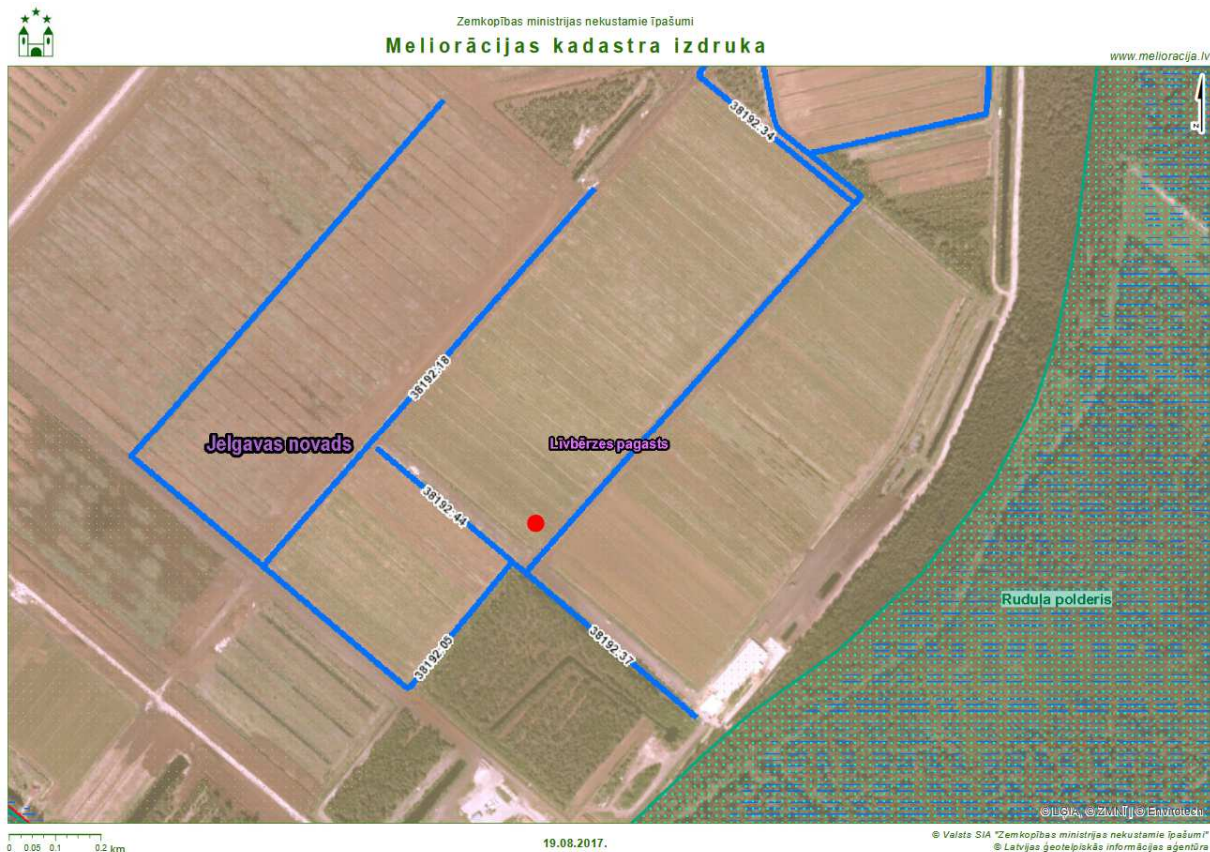 Zemkopības ministrijas nekustamie īpašumi
Meliorācijas kadastra izdruka
www.melioracija.lv
38192:34
38192:18
Jelgavas novads
Līvbērzes pagasts
38192:44
38192:05
38192:37
Ruduļa polderis
© LĢIA, © ZMNĪ | © Envirotech
0 0.05 0.1 0.2 km
19.08.2017.
© Valsts SIA "Zemkopības ministrijas nekustamie īpašumi"
© Latvijas ģeotelpiskās informācijas aģentūra